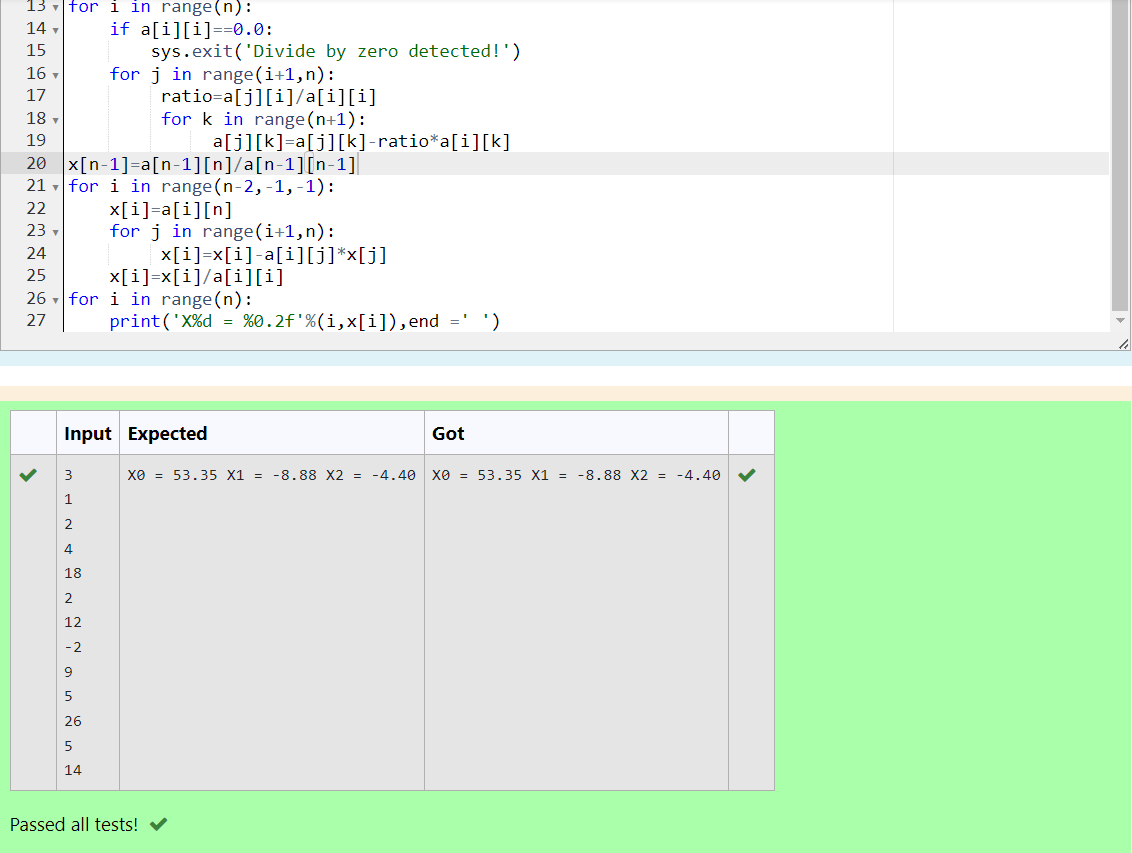 13 for i in range(n):
14     if a[i][i]==0.0:
15         sys.exit('Divide by zero detected!')
16     for j in range(i+1,n):
17          ratio=a[j][i]/a[i][i]
18          for k in range(n+1):
19               a[j][k]=a[j][k]-ratio*a[i][k]
20 x[n-1]=a[n-1][n]/a[n-1][n-1]
21 for i in range(n-2,-1,-1):
22     x[i]=a[i][n]
23     for j in range(i+1,n):
24          x[i]=x[i]-a[i][j]*x[j]
25     x[i]=x[i]/a[i][i]
26 for i in range(n):
27     print('X%d = %0.2f'%(i,x[i]),end =' ')
Input Expected Got
3 X0 = 53.35 X1 = -8.88 X2 = -4.40 X0 = 53.35 X1 = -8.88 X2 = -4.40
1
2
4
18
2
12
-2
9
5
26
5
14
Passed all tests!